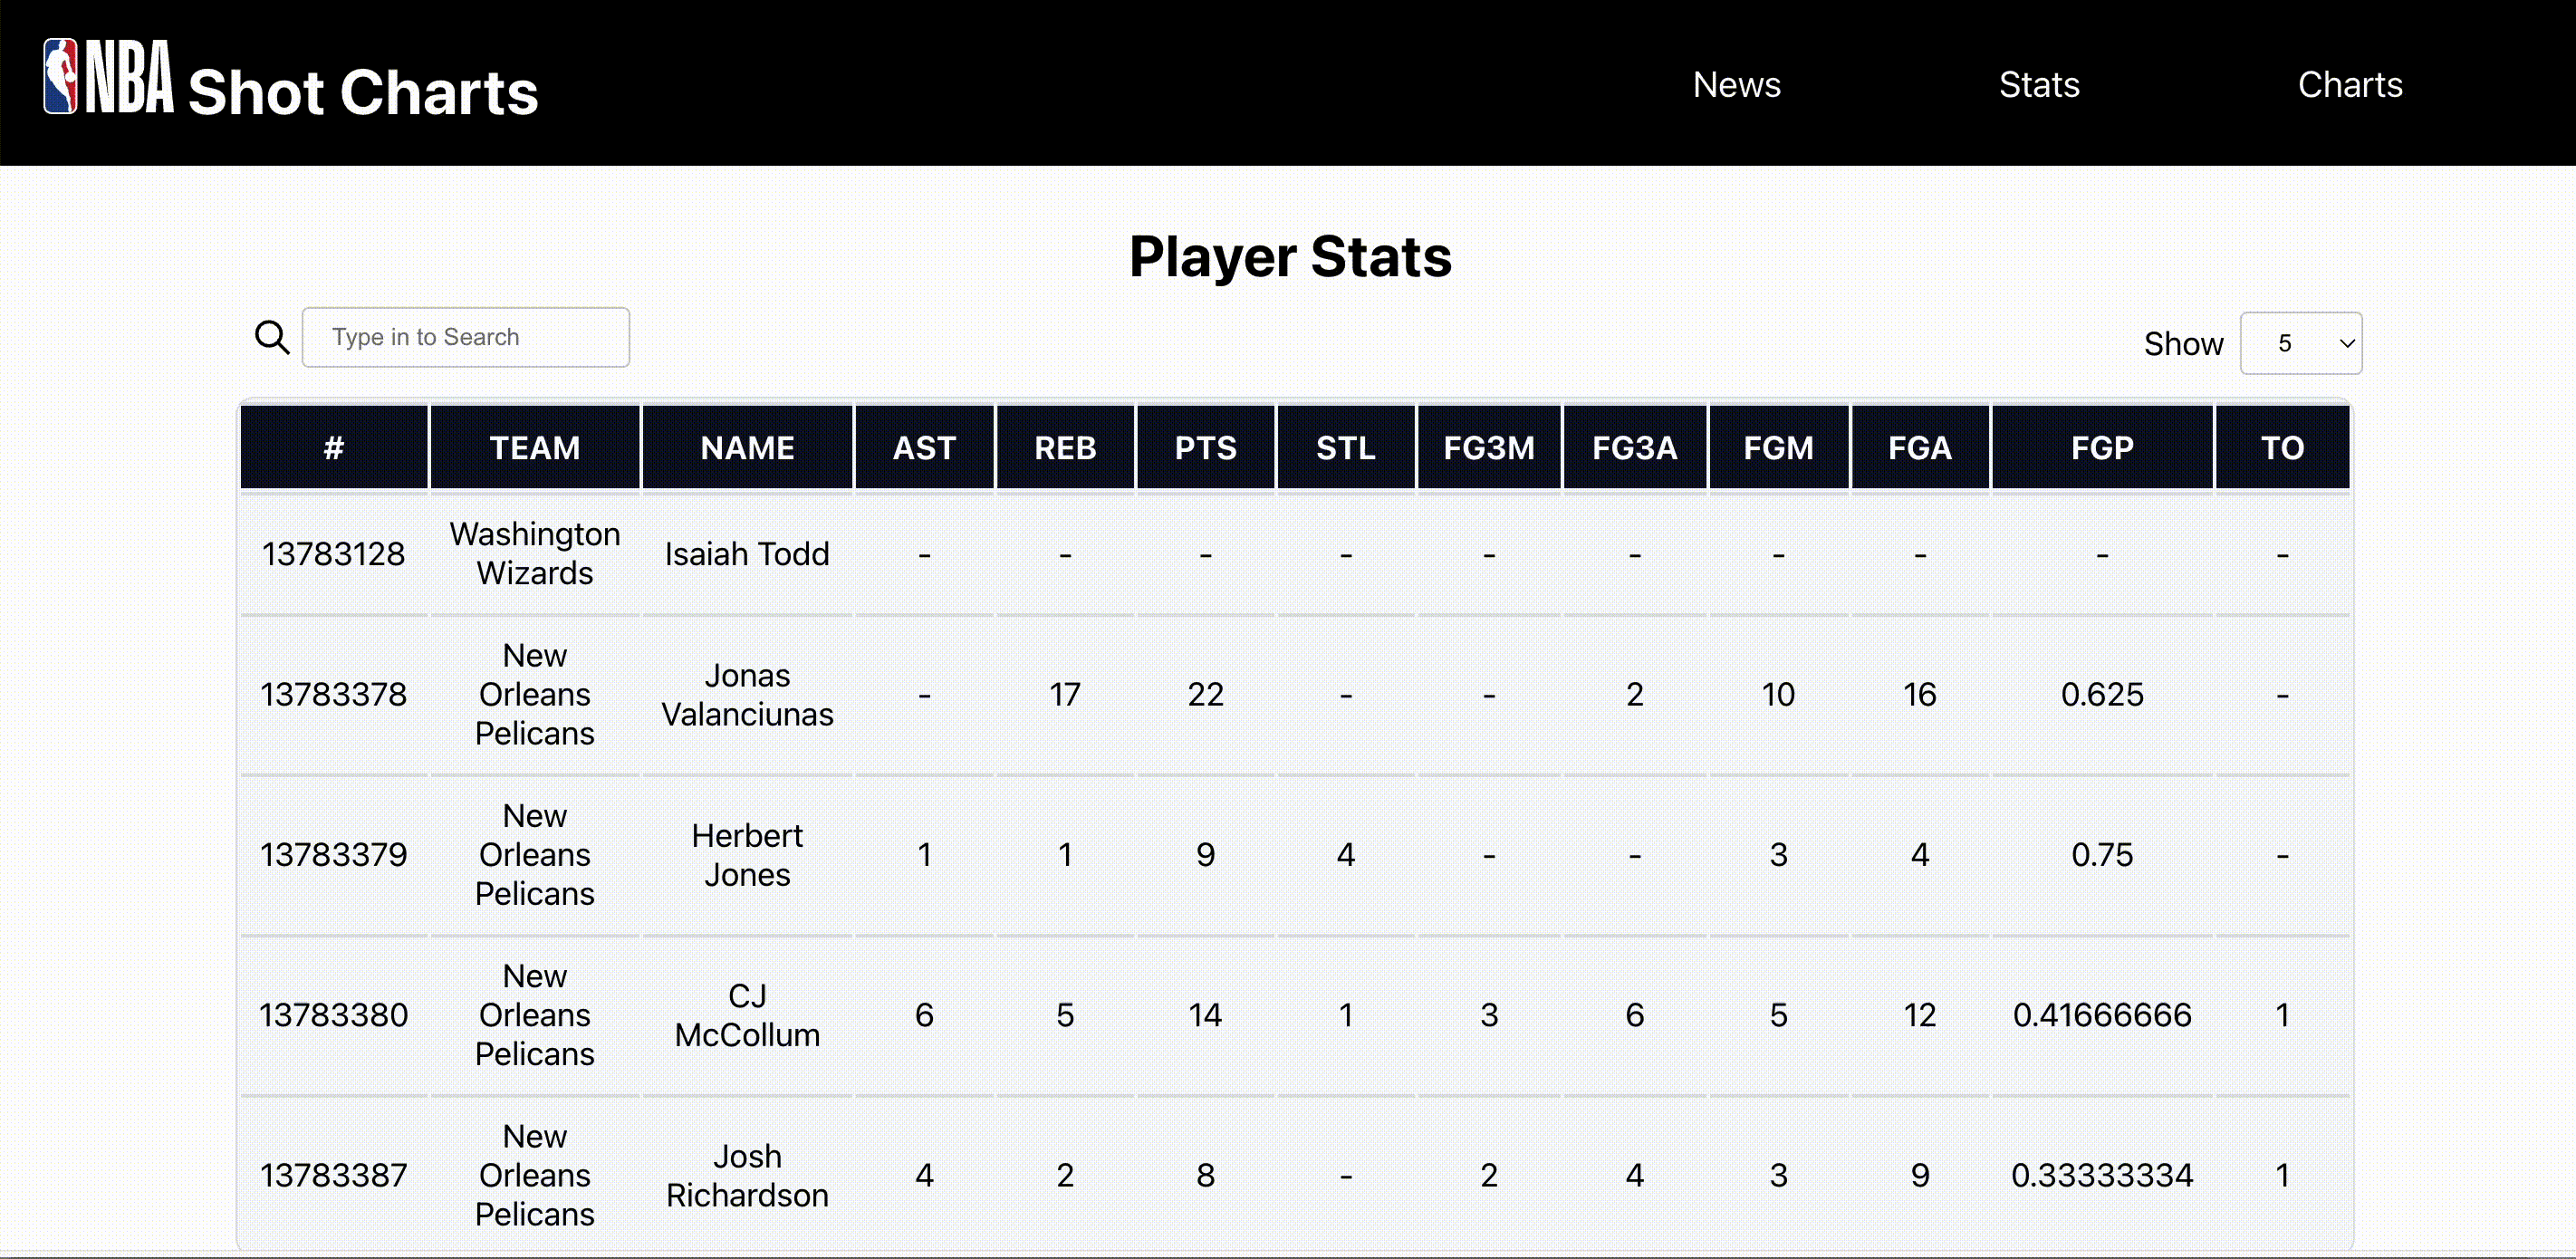 NBA Shot Charts News Stats Charts
Player Stats
Type in to Search Show 5
# TEAM NAME AST REB PTS STL FG3M FG3A FGM FGA FGP TO
13783128 Washington Wizards Isaiah Todd - - - - - - - - - -
13783378 New Orleans Pelicans Jonas Valanciunas - 17 22 - - 2 10 16 0.625 -
13783379 New Orleans Pelicans Herbert Jones 1 1 9 4 - - 3 4 0.75 -
13783380 New Orleans Pelicans CJ McCollum 6 5 14 1 3 6 5 12 0.41666666 1
13783387 New Orleans Pelicans Josh Richardson 4 2 8 - 2 4 3 9 0.33333334 1